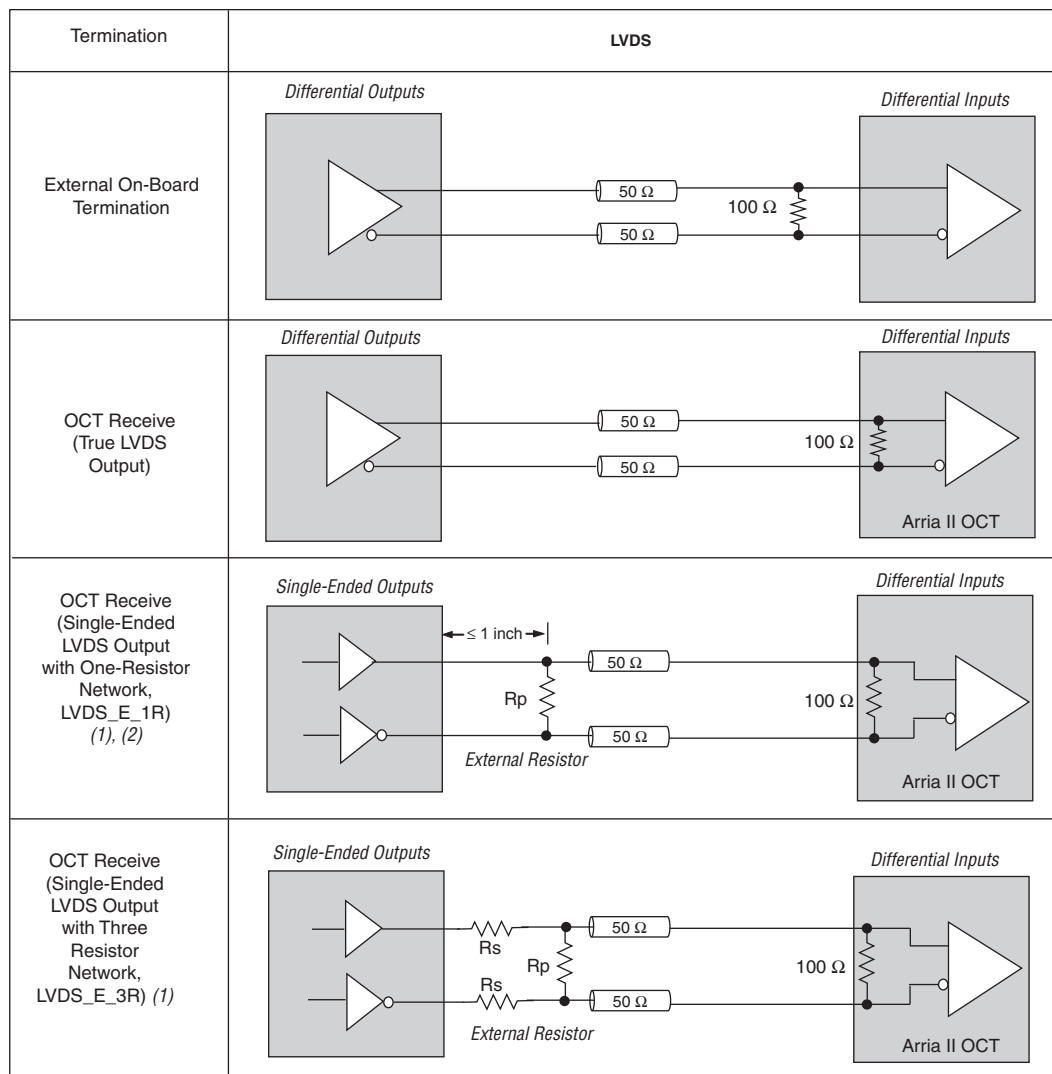 Termination
LVDS
External On-Board
Termination
Differential Outputs
Differential Inputs
50 Ω
50 Ω
100 Ω
OCT Receive
(True LVDS
Output)
Differential Outputs
Differential Inputs
50 Ω
50 Ω
100 Ω
Arria II OCT
OCT Receive
(Single-Ended
LVDS Output
with One-Resistor
Network,
LVDS_E_1R)
(1), (2)
Single-Ended Outputs
Differential Inputs
≤ 1 inch
50 Ω
Rp
100 Ω
50 Ω
External Resistor
Arria II OCT
OCT Receive
(Single-Ended
LVDS Output
with Three
Resistor
Network,
LVDS_E_3R) (1)
Single-Ended Outputs
Differential Inputs
50 Ω
Rs
Rp
100 Ω
Rs
50 Ω
External Resistor
Arria II OCT